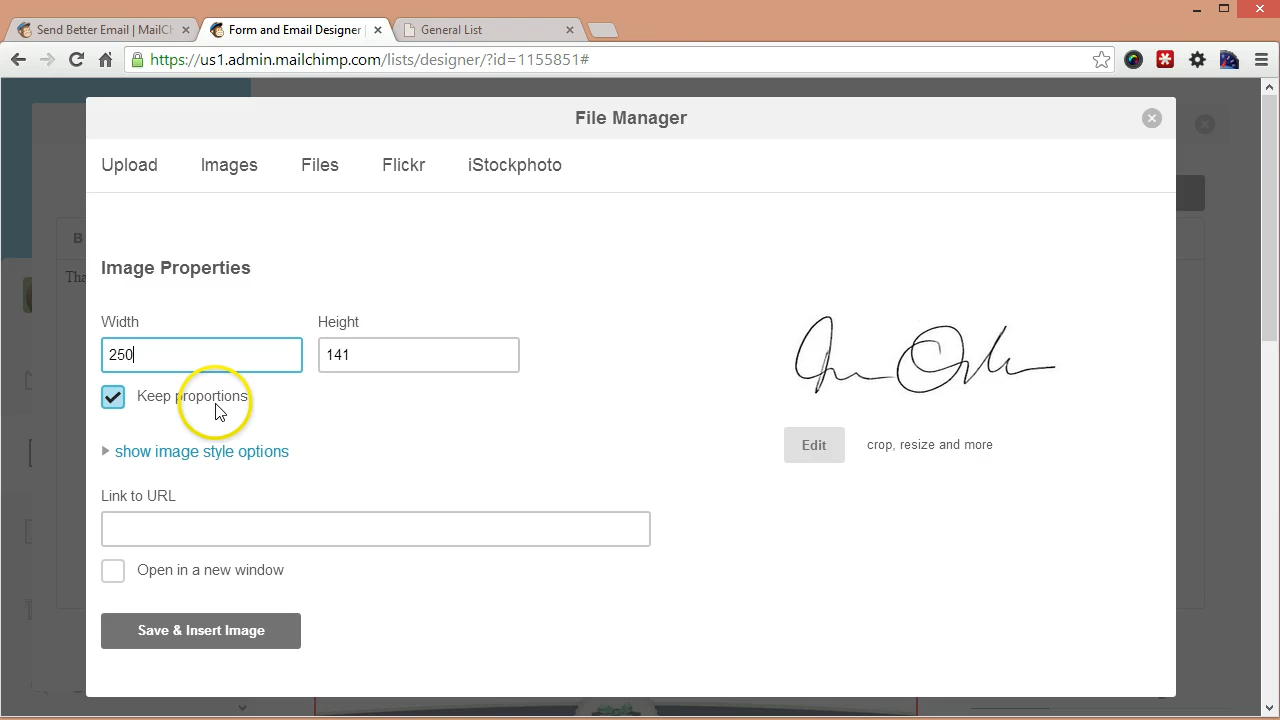 Send Better Email | MailCh
Form and Email Designer
General List
https://us1.admin.mailchimp.com/lists/designer/?id=1155851#
File Manager
Upload
Images
Files
Flickr
iStockphoto
B
Tha
Image Properties
Width
Height
250
141
Keep proportions
show image style options
Edit
crop, resize and more
Link to URL
Open in a new window
Save & Insert Image